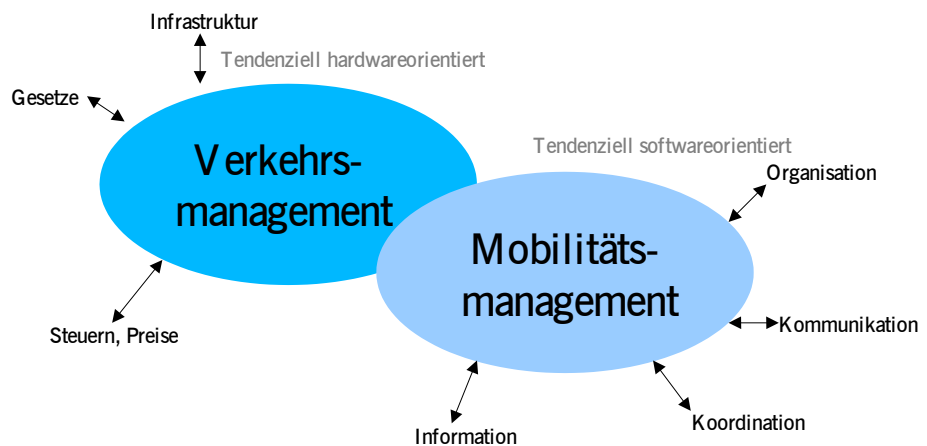 Infrastruktur
Tendenziell hardwareorientiert
Gesetze
Verkehrs-
management
Tendenziell softwareorientiert
Organisation
Mobilitäts-
management
Steuern, Preise
Kommunikation
Koordination
Information